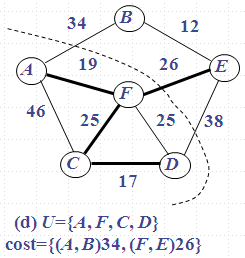 34
B
12
A
19
26
E
F
46
25
25
38
C
D
17
(d) U={A, F, C, D}
cost={(A, B)34, (F, E)26}